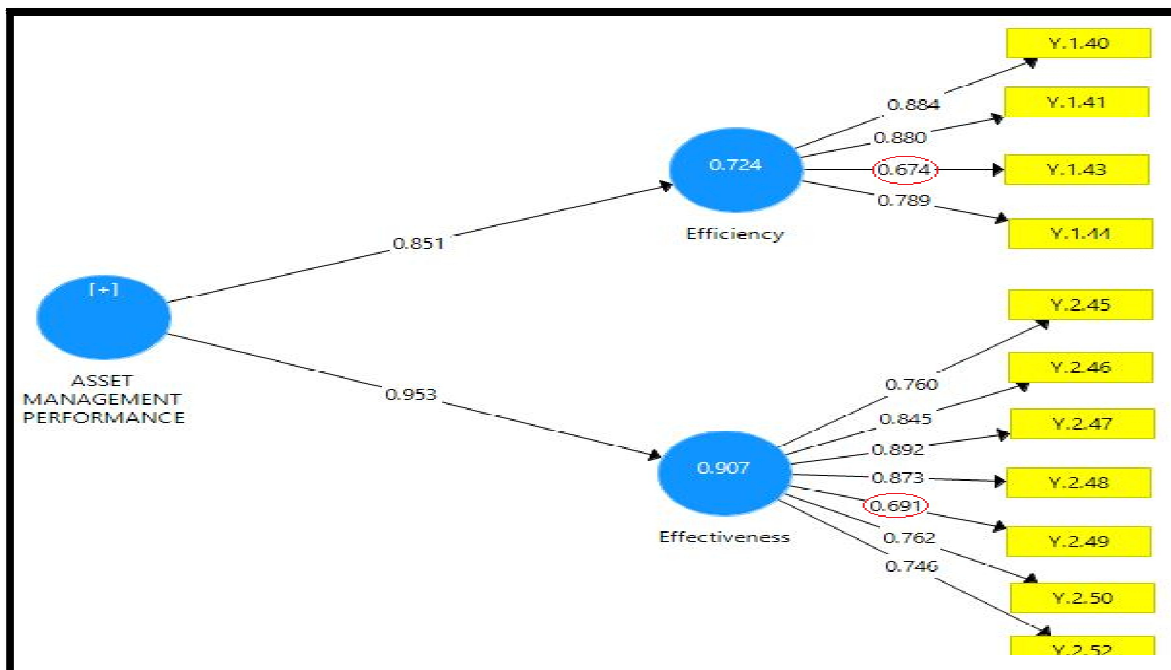 Y.1.40
0.884
Y.1.41
0.880
0.724
0.674
Y.1.43
0.789
Efficiency
Y.1.44
0.851
[+]
ASSET
MANAGEMENT
PERFORMANCE
0.953
Y.2.45
0.760
Y.2.46
0.845
Y.2.47
0.892
0.907
0.873
Y.2.48
0.691
Effectiveness
Y.2.49
0.762
0.746
Y.2.50
Y.2.52